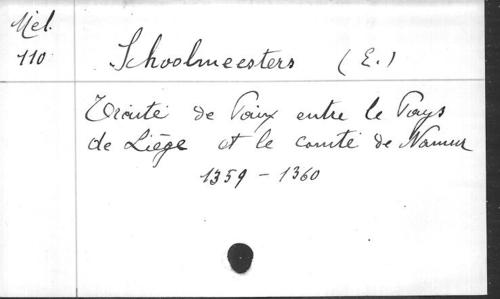 Mél.
110
Schoolmeesters (E.)
Traité de Paix entre le Pays
de Liège et le comté de Namur
1359 - 1360